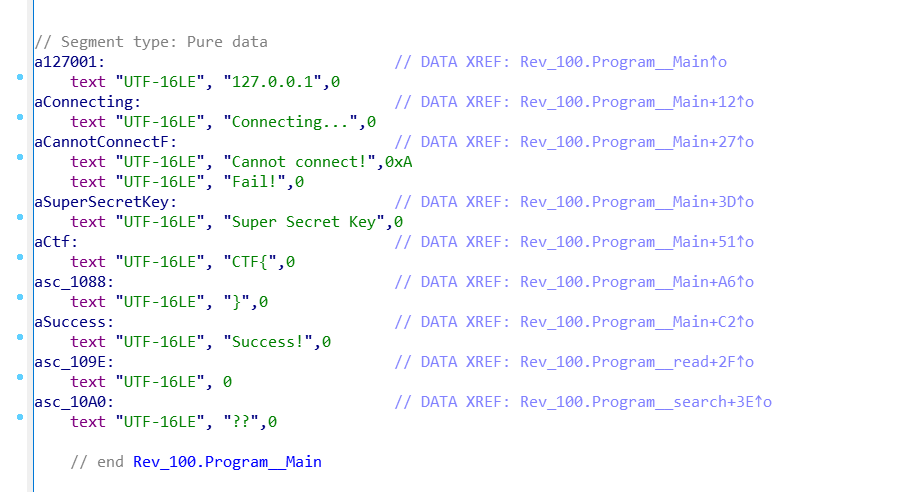 // Segment type: Pure data
a127001: // DATA XREF: Rev_100.Program__Main↑o
text "UTF-16LE", "127.0.0.1",0
aConnecting: // DATA XREF: Rev_100.Program__Main+12↑o
text "UTF-16LE", "Connecting...",0
aCannotConnectF: // DATA XREF: Rev_100.Program__Main+27↑o
text "UTF-16LE", "Cannot connect!",0xA
text "UTF-16LE", "Fail!",0
aSuperSecretKey: // DATA XREF: Rev_100.Program__Main+3D↑o
text "UTF-16LE", "Super Secret Key",0
aCtf: // DATA XREF: Rev_100.Program__Main+51↑o
text "UTF-16LE", "CTF{",0
asc_1088: // DATA XREF: Rev_100.Program__Main+A6↑o
text "UTF-16LE", "}",0
aSuccess: // DATA XREF: Rev_100.Program__Main+C2↑o
text "UTF-16LE", "Success!",0
asc_109E: // DATA XREF: Rev_100.Program__read+2F↑o
text "UTF-16LE", 0
asc_10A0: // DATA XREF: Rev_100.Program__search+3E↑o
text "UTF-16LE", "??",0
// end Rev_100.Program__Main